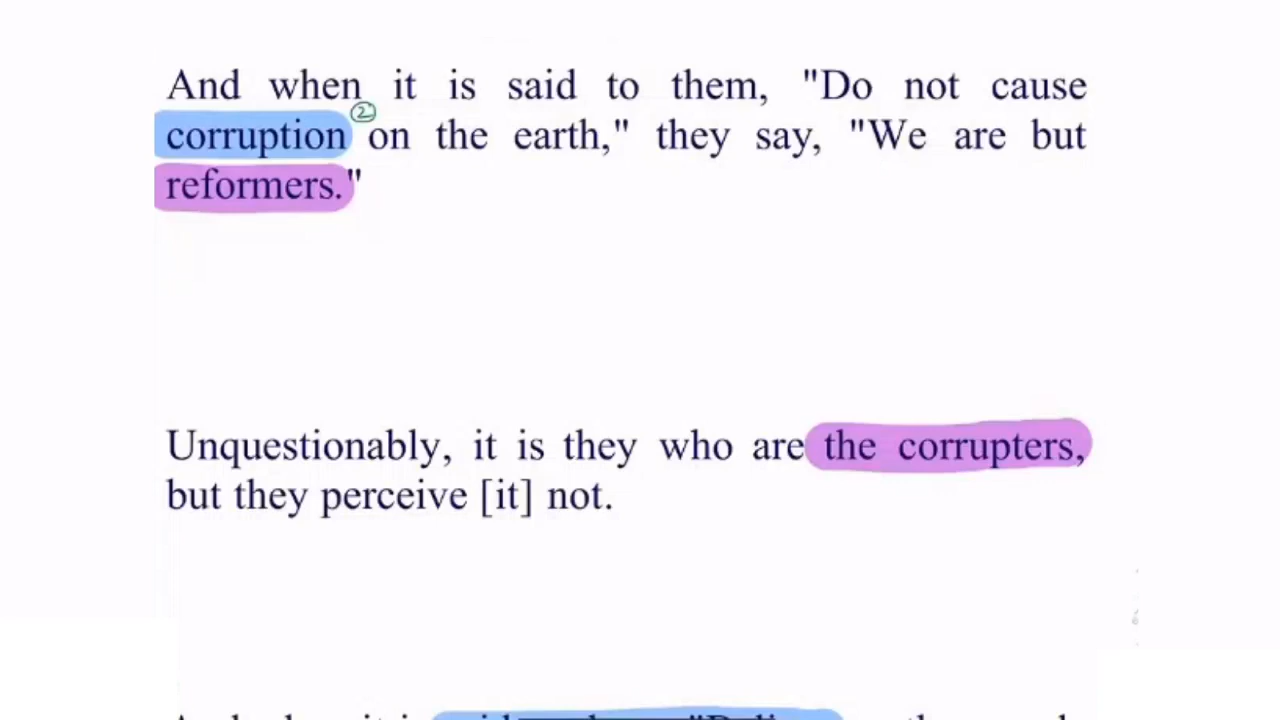 And when it is said to them, "Do not cause
corruption ② on the earth," they say, "We are but
reformers."
Unquestionably, it is they who are the corrupters,
but they perceive [it] not.